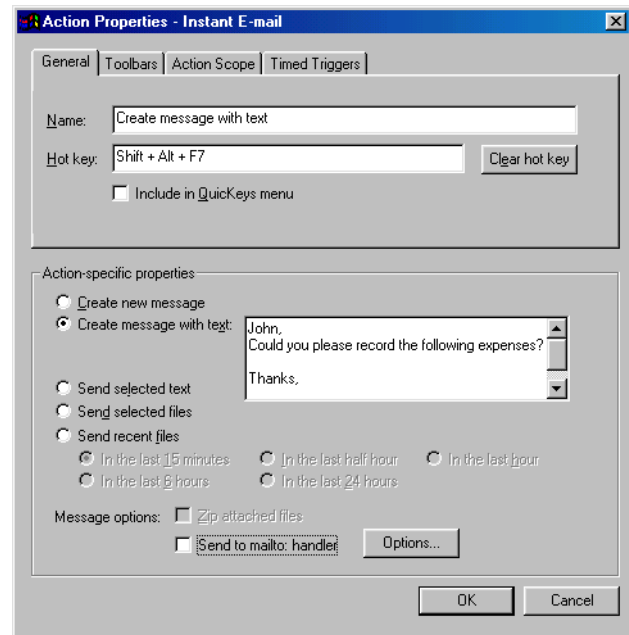 Action Properties - Instant E-mail
General Toolbars Action Scope Timed Triggers
Name: Create message with text
Hot key: Shift + Alt + F7 Clear hot key
Include in QuicKeys menu
Action-specific properties
Create new message
Create message with text: John,
Could you please record the following expenses?
Thanks,
Send selected text
Send selected files
Send recent files
In the last 15 minutes In the last half hour In the last hour
In the last 6 hours In the last 24 hours
Message options: Zip attached files
Send to mailto: handler Options...
OK Cancel